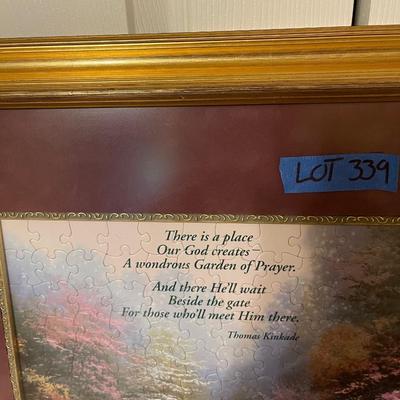 LOT 339
There is a place
Our God creates
A wondrous Garden of Prayer.
And there He'll wait
Beside the gate
For those who'll meet Him there.
Thomas Kinkade